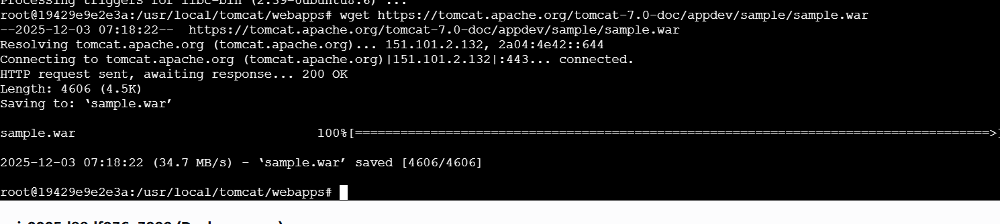 Processing triggers for libc-bin (2.39-0ubuntu8.6) ...
root@19429e9e2e3a:/usr/local/tomcat/webapps# wget https://tomcat.apache.org/tomcat-7.0-doc/appdev/sample/sample.war
--2025-12-03 07:18:22--  https://tomcat.apache.org/tomcat-7.0-doc/appdev/sample/sample.war
Resolving tomcat.apache.org (tomcat.apache.org)... 151.101.2.132, 2a04:4e42::644
Connecting to tomcat.apache.org (tomcat.apache.org)|151.101.2.132|:443... connected.
HTTP request sent, awaiting response... 200 OK
Length: 4606 (4.5K)
Saving to: ‘sample.war’
sample.war 100%[=====================================================================================>]
2025-12-03 07:18:22 (34.7 MB/s) - ‘sample.war’ saved [4606/4606]
root@19429e9e2e3a:/usr/local/tomcat/webapps#